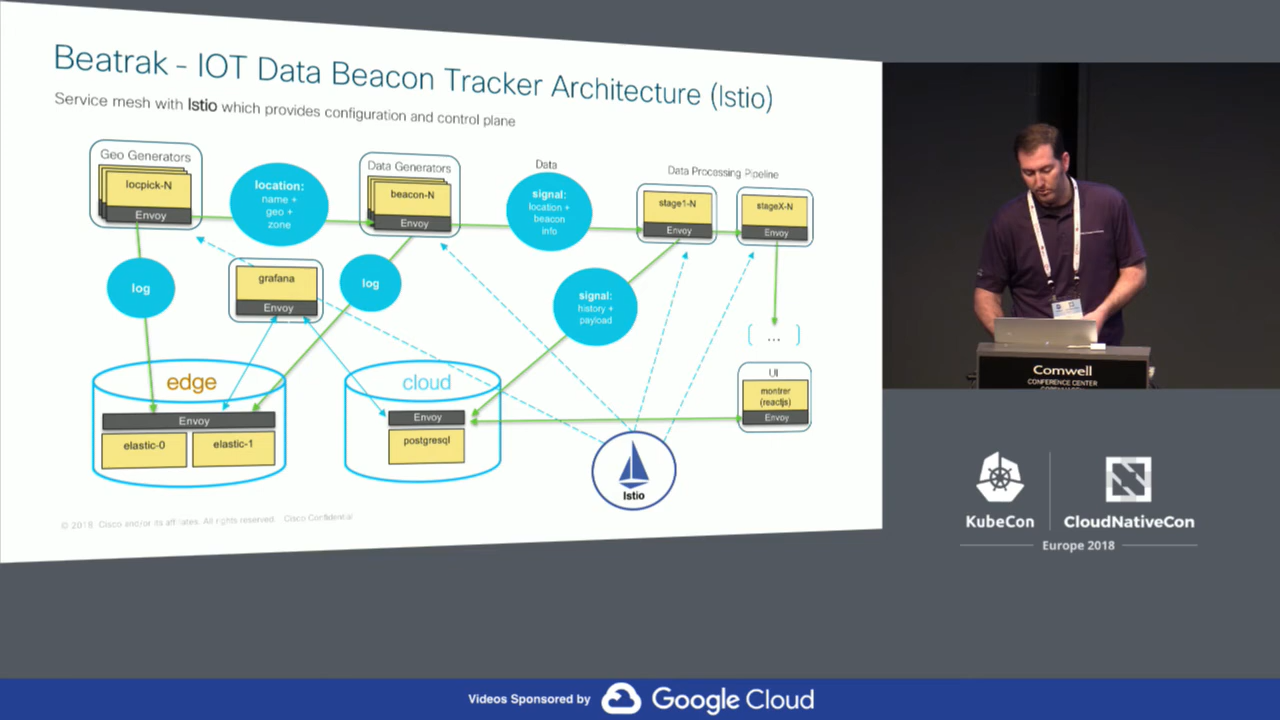 Beatrak - IOT Data Beacon Tracker Architecture (Istio)
Service mesh with Istio which provides configuration and control plane
Geo Generators
locpick-N
Envoy
location:
name +
geo +
zone
Data Generators
beacon-N
Envoy
Data
signal:
location +
beacon
info
Data Processing Pipeline
stage1-N
Envoy
stageX-N
Envoy
log
grafana
Envoy
log
signal:
history +
payload
{ ... }
edge
Envoy
elastic-0
elastic-1
cloud
Envoy
postgresql
UI
montrer
(reactjs)
Envoy
Istio
© 2018 Cisco and/or its affiliates. All rights reserved. Cisco Confidential
Comwell
CONFERENCE CENTER
KubeCon
CloudNativeCon
Europe 2018
Videos Sponsored by
Google Cloud